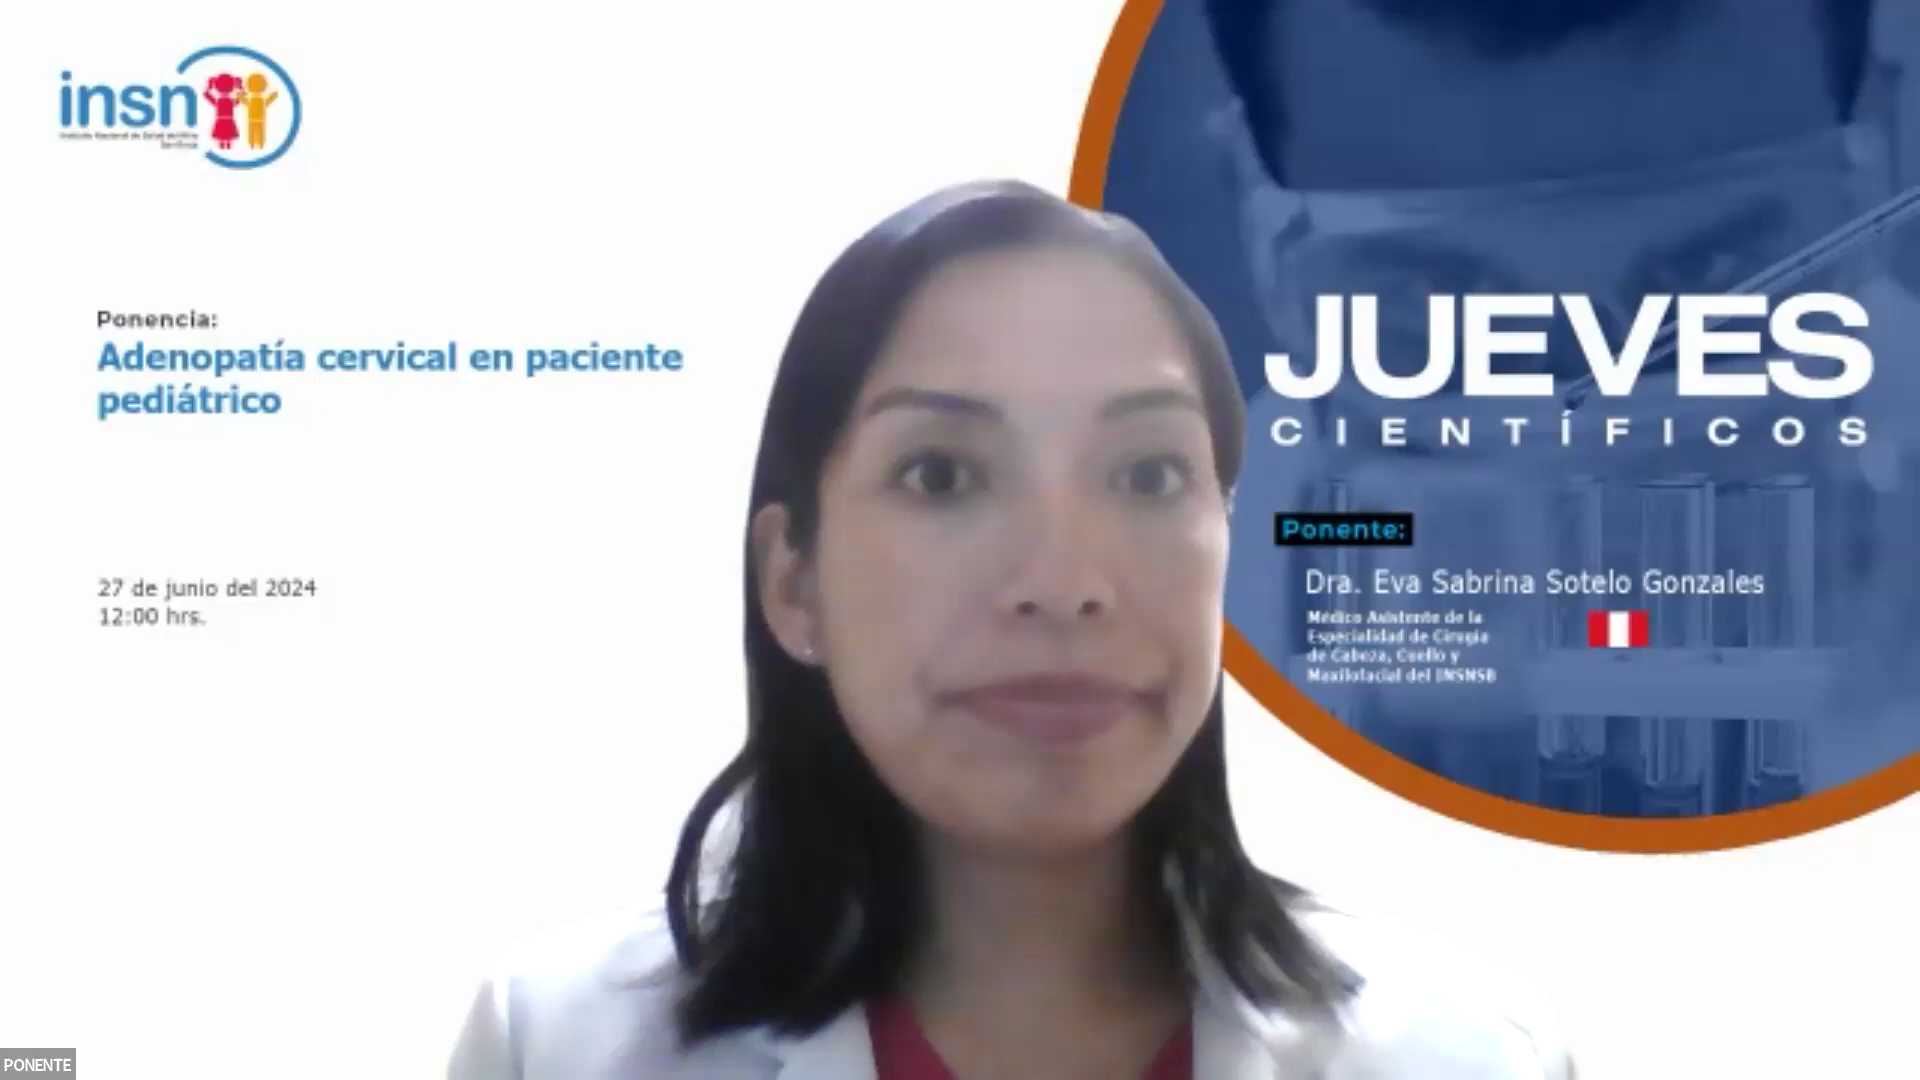 insn
Ponencia:
Adenopatía cervical en paciente
pediátrico
27 de junio del 2024
12:00 hrs.
JUEVES
CIENTÍFICOS
Ponente:
Dra. Eva Sabrina Sotelo Gonzales
Médico Asistente de la
Especialidad de Cirugía
de Cabeza, Cuello y
Maxilofacial del INSNSB
PONENTE